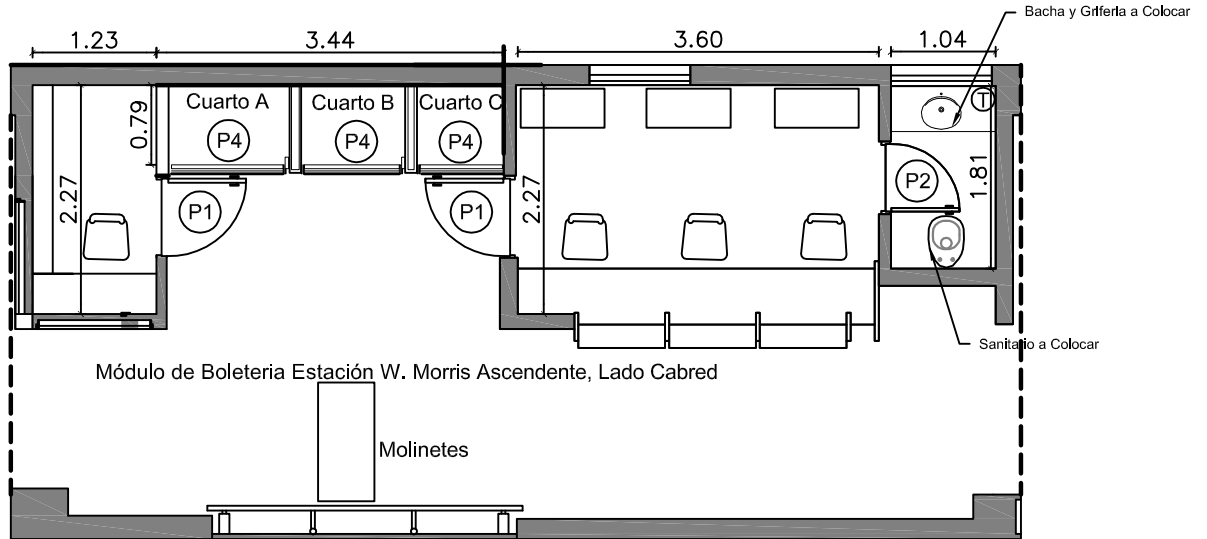 Bacha y Grifería a Colocar
1.23
3.44
3.60
1.04
Cuarto A
Cuarto B
Cuarto C
T
0.79
P4
P4
P4
2.27
P1
P1
2.27
P2
1.81
Sanitario a Colocar
Módulo de Boleteria Estación W. Morris Ascendente, Lado Cabred
Molinetes